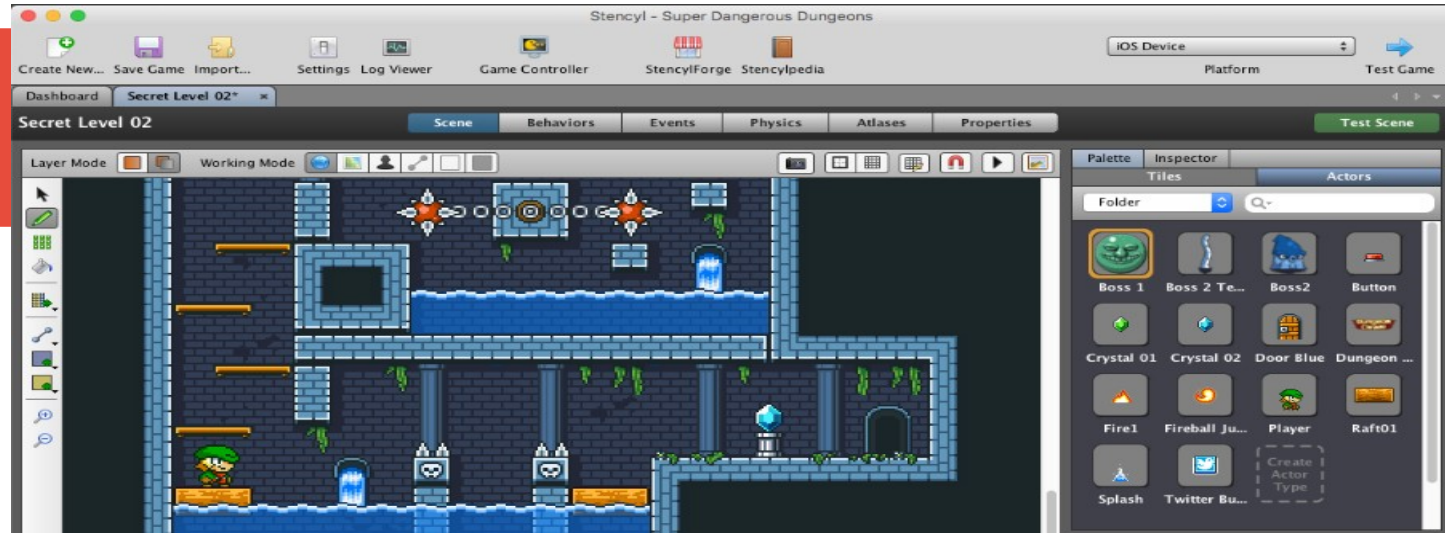 Stencyl - Super Dangerous Dungeons
Create New... Save Game Import... Settings Log Viewer Game Controller StencylForge Stencylpedia
iOS Device
Platform Test Game
Dashboard Secret Level 02* ×
Secret Level 02 Scene Behaviors Events Physics Atlases Properties Test Scene
Layer Mode Working Mode
Palette Inspector
Tiles Actors
Folder
Boss 1 Boss 2 Te... Boss2 Button
Crystal 01 Crystal 02 Door Blue Dungeon ...
Fire1 Fireball Ju... Player Raft01
Create
Actor
Type
Splash Twitter Bu...